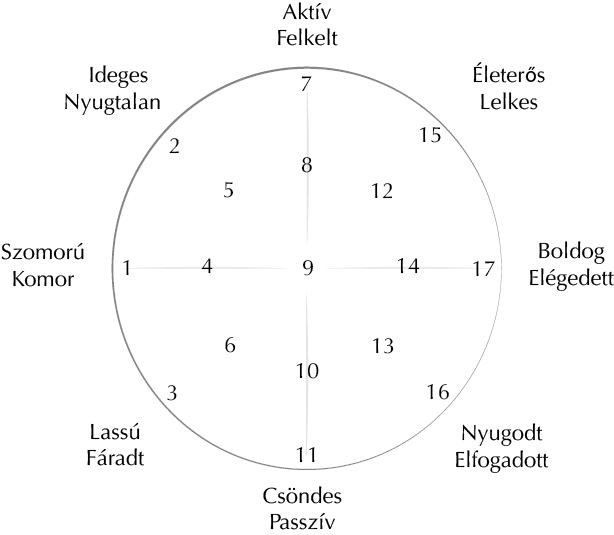 Aktív
Felkelt
Ideges
Nyugtalan
Életerős
Lelkes
7
2
15
8
5
12
Szomorú
Komor
1
4
9
14
17
Boldog
Elégedett
6
13
10
3
16
Lassú
Fáradt
11
Nyugodt
Elfogadott
Csöndes
Passzív